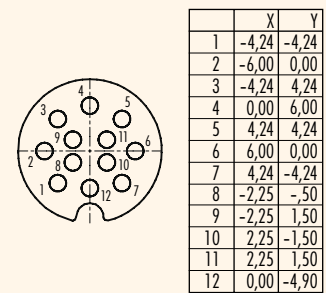 4
3 5
9 11
2 6
8 10
1 12 7
X Y
1 -4,24 -4,24
2 -6,00 0,00
3 -4,24 4,24
4 0,00 6,00
5 4,24 4,24
6 6,00 0,00
7 4,24 -4,24
8 -2,25 -,50
9 -2,25 1,50
10 2,25 -1,50
11 2,25 1,50
12 0,00 -4,90